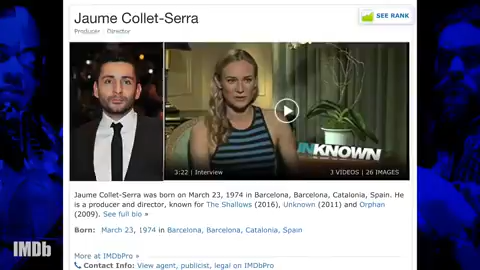 Jaume Collet-Serra
SEE RANK
Producer Director
UNKNOWN
3:22 | Interview
3 VIDEOS | 26 IMAGES
Jaume Collet-Serra was born on March 23, 1974 in Barcelona, Barcelona, Catalonia, Spain. He
is a producer and director, known for The Shallows (2016), Unknown (2011) and Orphan
(2009). See full bio »
Born: March 23, 1974 in Barcelona, Barcelona, Catalonia, Spain
More at IMDbPro »
Contact Info: View agent, publicist, legal on IMDbPro
IMDb